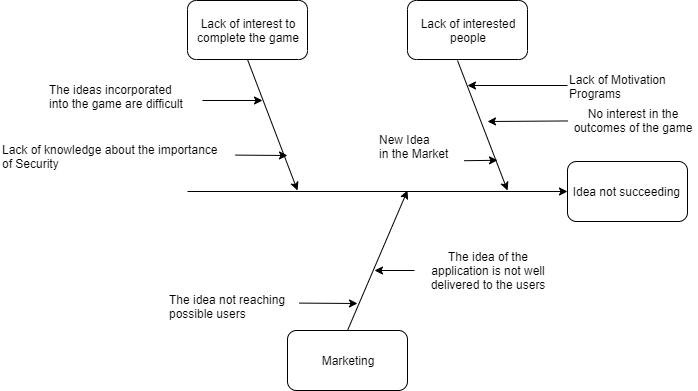 Lack of interest to
complete the game
Lack of interested
people
The ideas incorporated
into the game are difficult
Lack of Motivation
Programs
No interest in the
outcomes of the game
Lack of knowledge about the importance
of Security
New Idea
in the Market
Idea not succeeding
The idea of the
application is not well
delivered to the users
The idea not reaching
possible users
Marketing